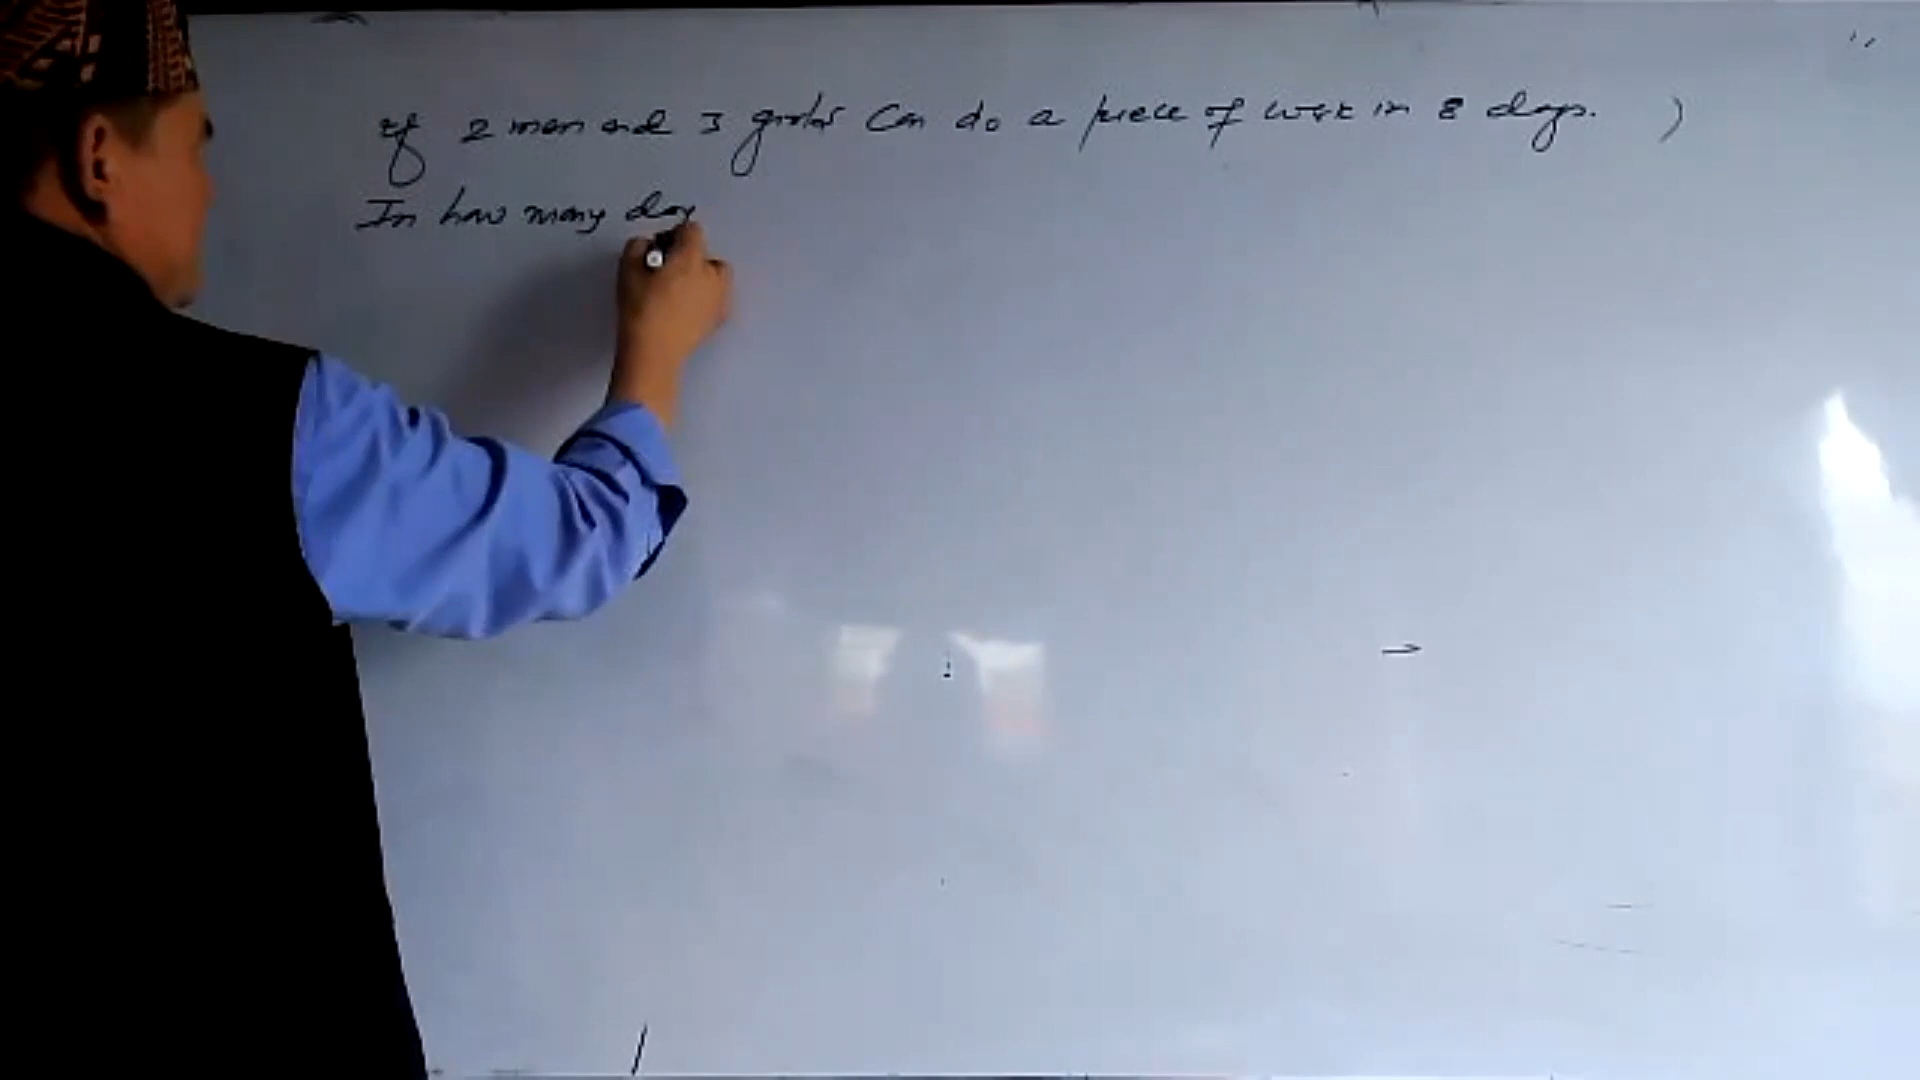 If 2 men and 3 girls can do a piece of work in 8 days. )
In how many day